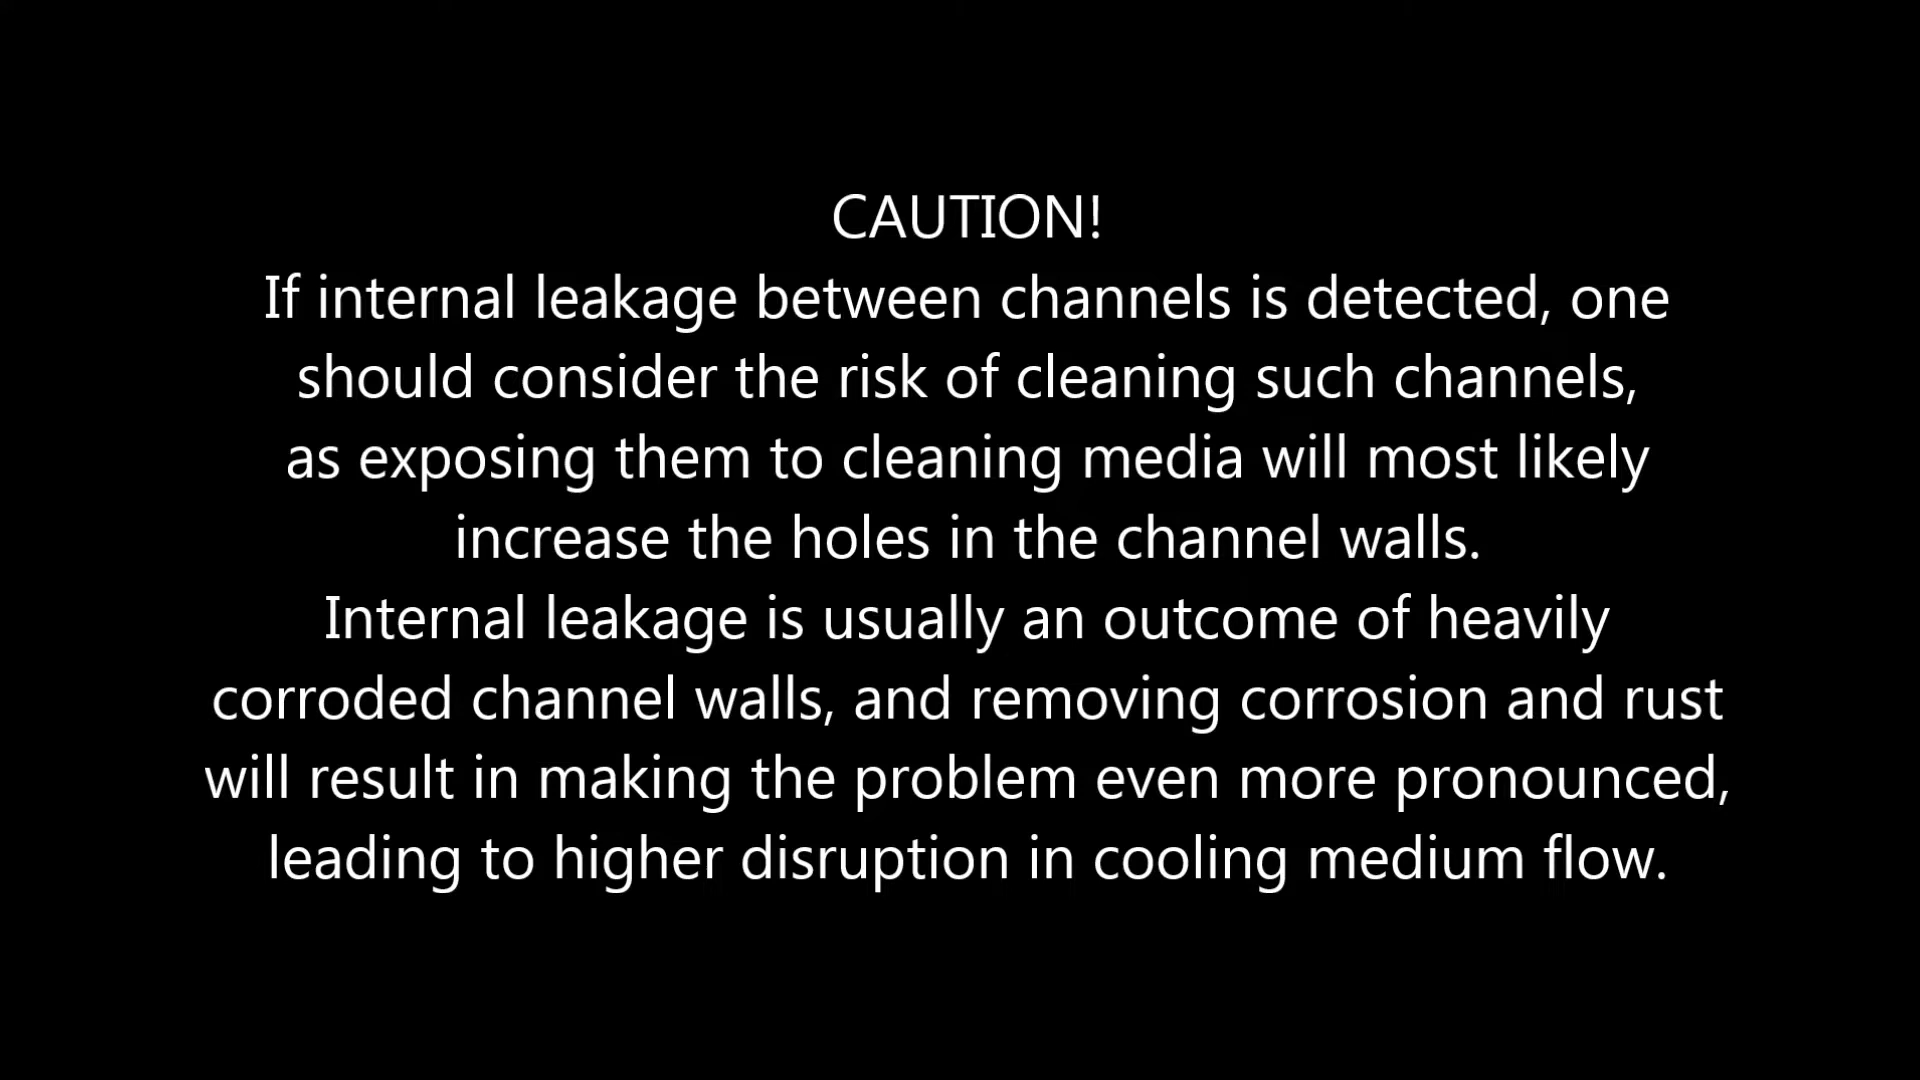 CAUTION!
If internal leakage between channels is detected, one
should consider the risk of cleaning such channels,
as exposing them to cleaning media will most likely
increase the holes in the channel walls.
Internal leakage is usually an outcome of heavily
corroded channel walls, and removing corrosion and rust
will result in making the problem even more pronounced,
leading to higher disruption in cooling medium flow.